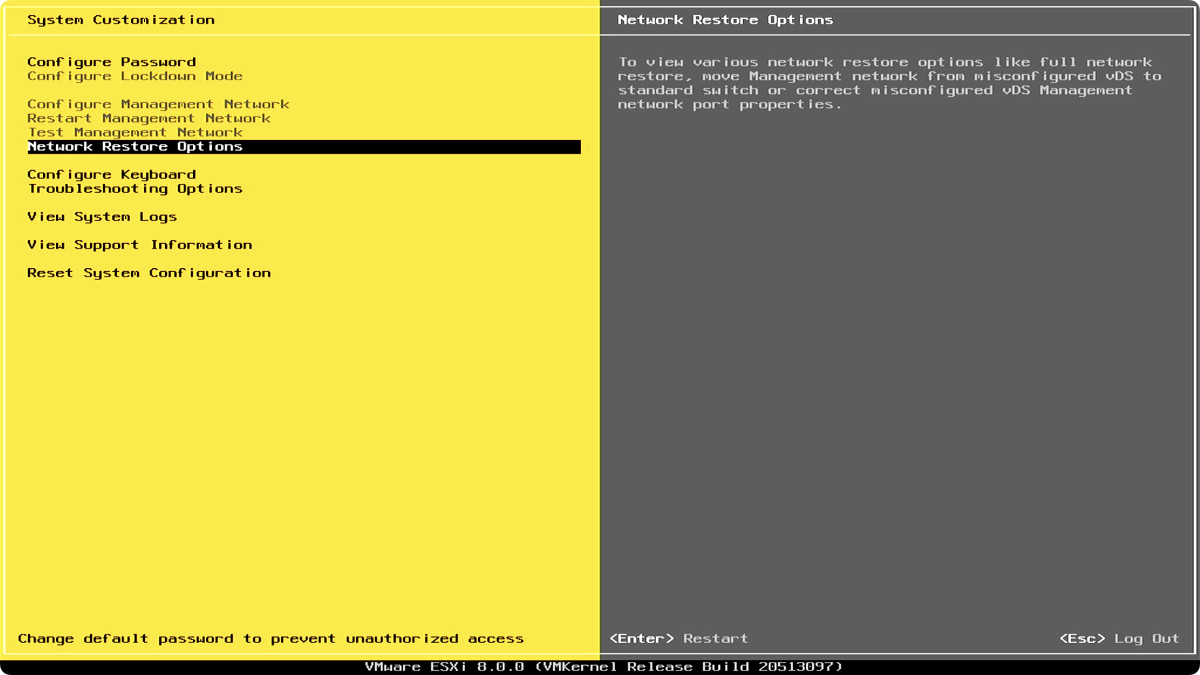 System Customization
Configure Password
Configure Lockdown Mode
Configure Management Network
Restart Management Network
Test Management Network
Network Restore Options
Configure Keyboard
Troubleshooting Options
View System Logs
View Support Information
Reset System Configuration
Change default password to prevent unauthorized access
Network Restore Options
To view various network restore options like full network
restore, move Management network from misconfigured vDS to
standard switch or correct misconfigured vDS Management
network port properties.
<Enter> Restart
<Esc> Log Out
VMware ESXi 8.0.0 (VMKernel Release Build 20513097)